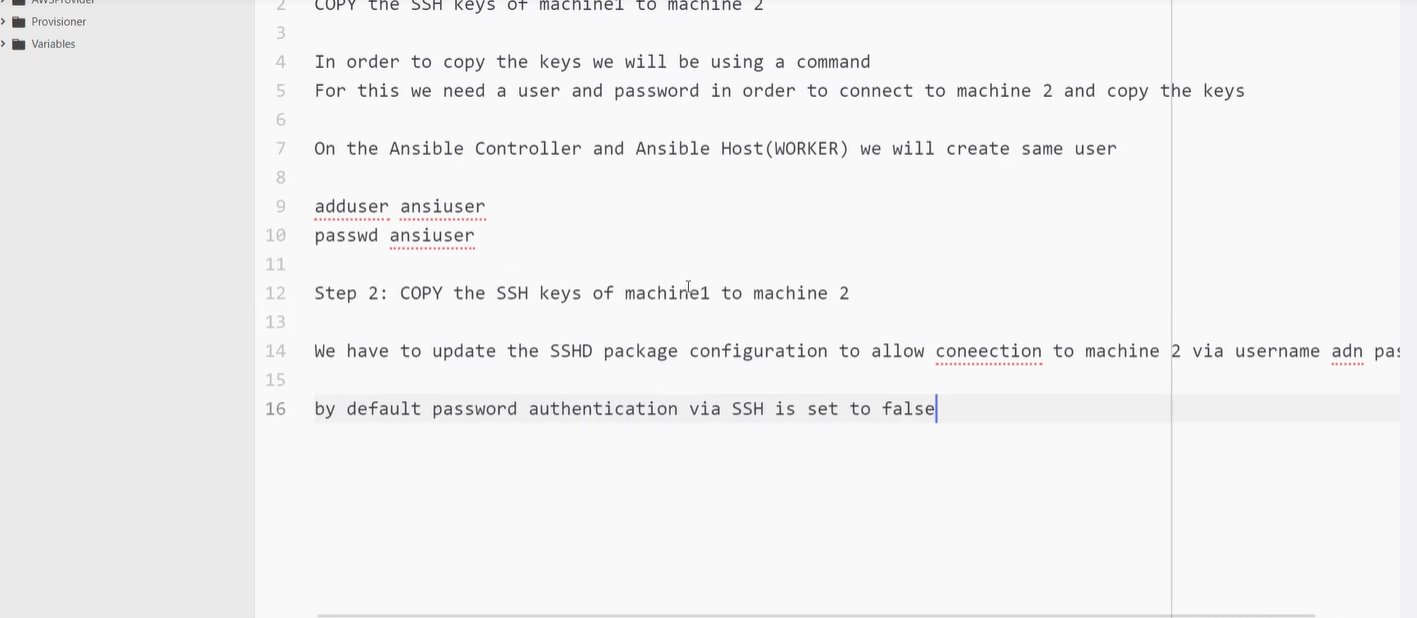 AWSProvider
Provisioner
Variables
2 COPY the SSH keys of machine1 to machine 2
3
4 In order to copy the keys we will be using a command
5 For this we need a user and password in order to connect to machine 2 and copy the keys
6
7 On the Ansible Controller and Ansible Host(WORKER) we will create same user
8
9 adduser ansiuser
10 passwd ansiuser
11
12 Step 2: COPY the SSH keys of machine1 to machine 2
13
14 We have to update the SSHD package configuration to allow coneection to machine 2 via username adn pas
15
16 by default password authentication via SSH is set to false